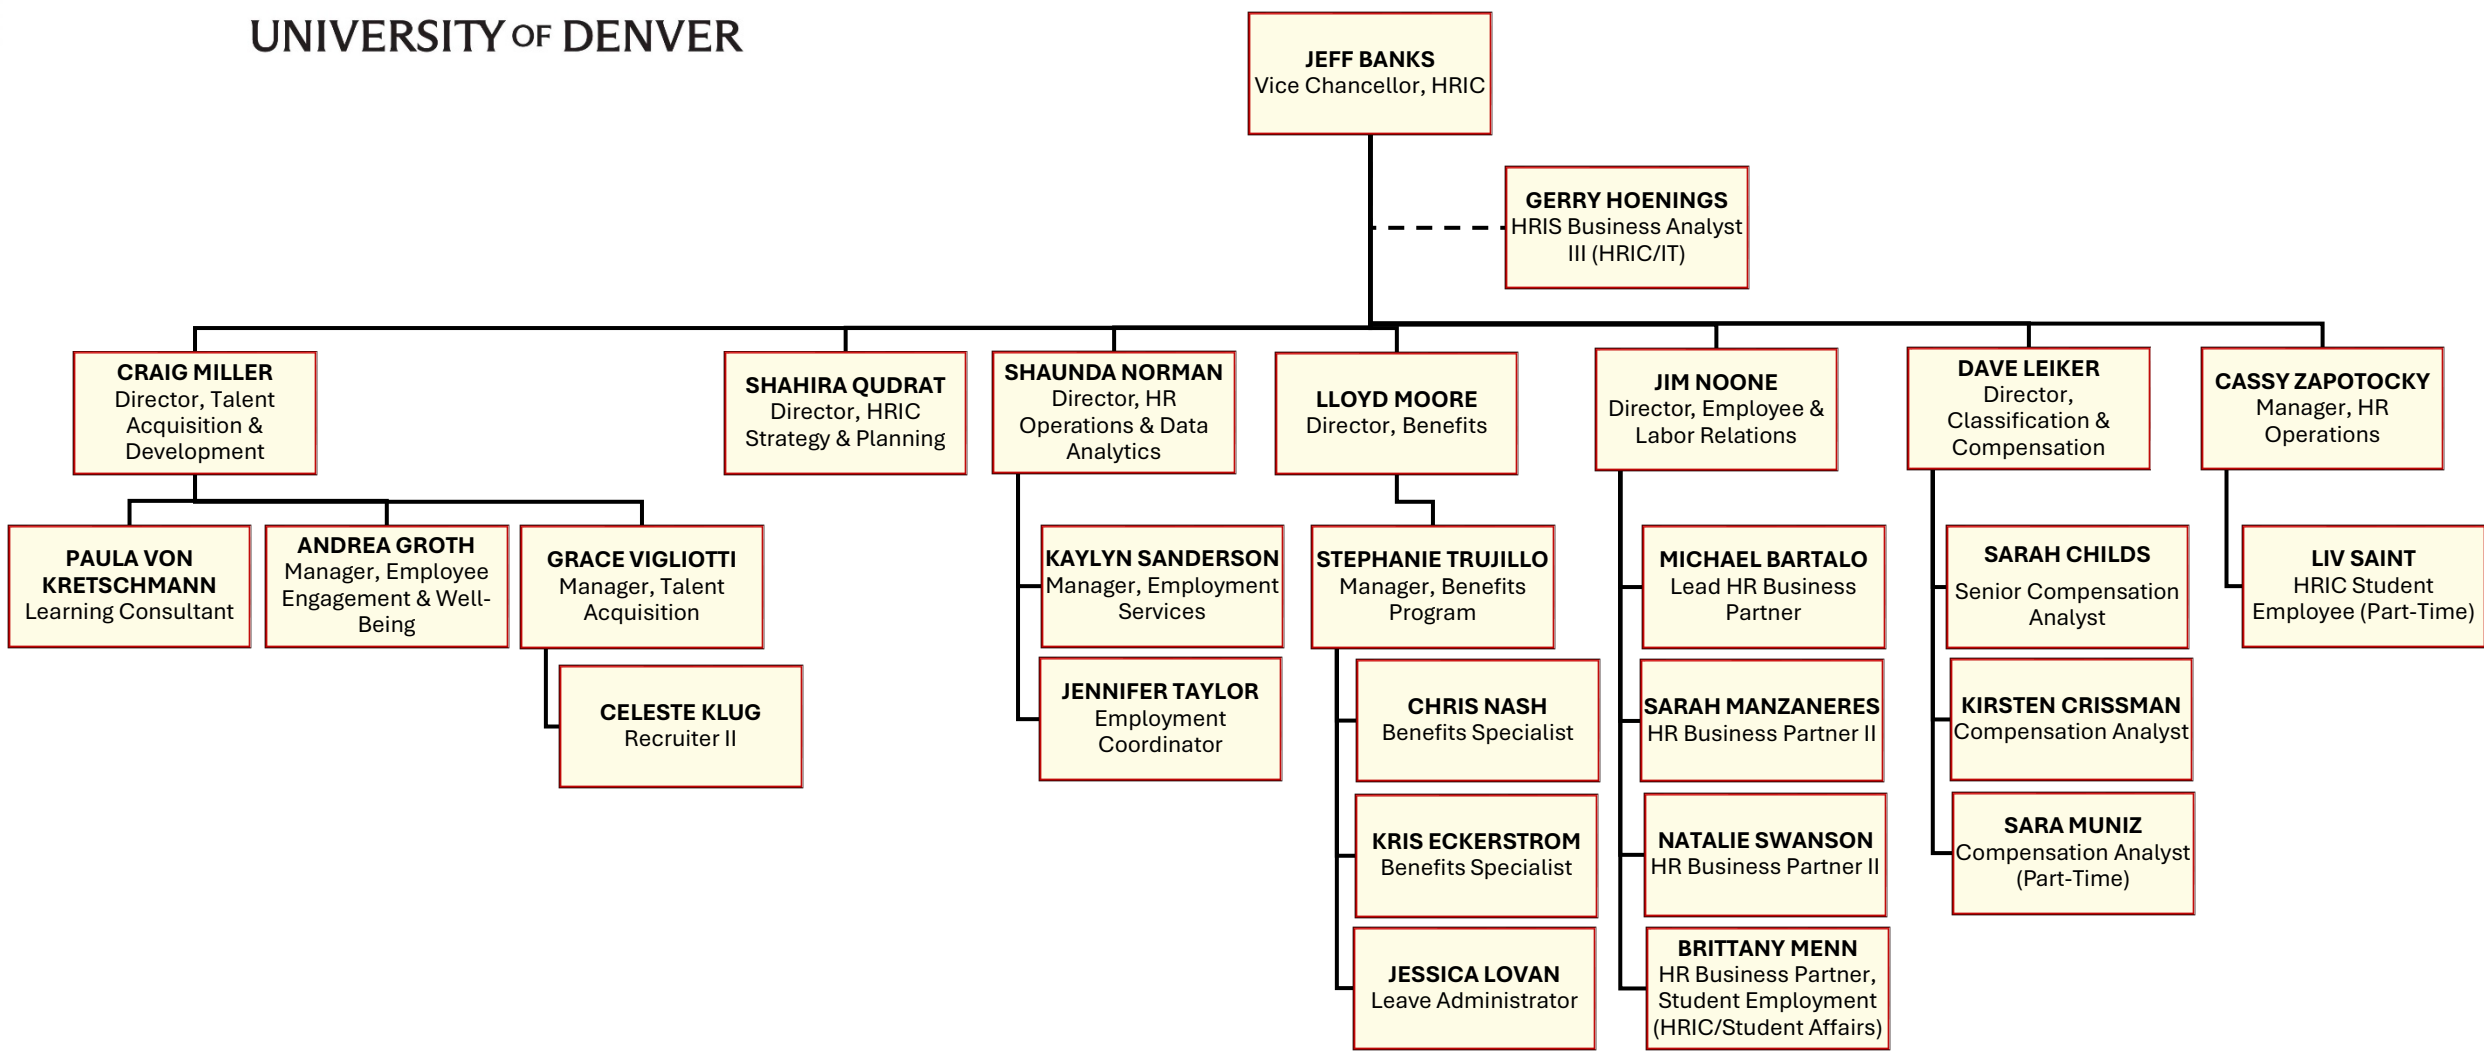 UNIVERSITY OF DENVER
JEFF BANKS
Vice Chancellor, HRIC
GERRY HOENINGS
HRIS Business Analyst
III (HRIC/IT)
CRAIG MILLER
Director, Talent
Acquisition &
Development
SHAHIRA QUDRAT
Director, HRIC
Strategy & Planning
SHAUNDA NORMAN
Director, HR
Operations & Data
Analytics
LLOYD MOORE
Director, Benefits
JIM NOONE
Director, Employee &
Labor Relations
DAVE LEIKER
Director,
Classification &
Compensation
CASSY ZAPOTOCKY
Manager, HR
Operations
PAULA VON
KRETSCHMANN
Learning Consultant
ANDREA GROTH
Manager, Employee
Engagement & Well-
Being
GRACE VIGLIOTTI
Manager, Talent
Acquisition
CELESTE KLUG
Recruiter II
KAYLYN SANDERSON
Manager, Employment
Services
JENNIFER TAYLOR
Employment
Coordinator
STEPHANIE TRUJILLO
Manager, Benefits
Program
CHRIS NASH
Benefits Specialist
KRIS ECKERSTROM
Benefits Specialist
JESSICA LOVAN
Leave Administrator
MICHAEL BARTALO
Lead HR Business
Partner
SARAH MANZANERES
HR Business Partner II
NATALIE SWANSON
HR Business Partner II
BRITTANY MENN
HR Business Partner,
Student Employment
(HRIC/Student Affairs)
SARAH CHILDS
Senior Compensation
Analyst
KIRSTEN CRISSMAN
Compensation Analyst
SARA MUNIZ
Compensation Analyst
(Part-Time)
LIV SAINT
HRIC Student
Employee (Part-Time)